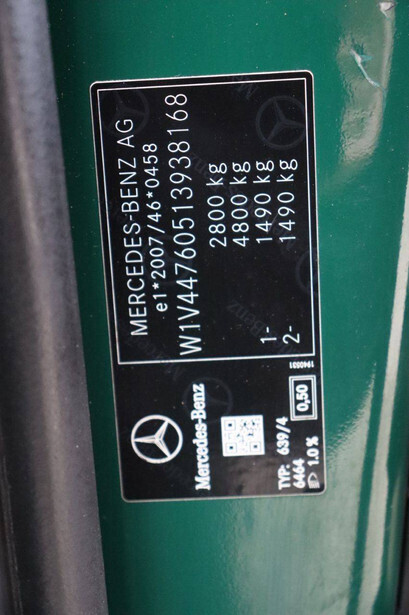 MERCEDES-BENZ AG
e1*2007/46*0458
W1V44760513938168
2800 kg
4800 kg
1- 1490 kg
2- 1490 kg
1940531
Mercedes-Benz
TYP: 639/4
6464
0,50
1.0 %